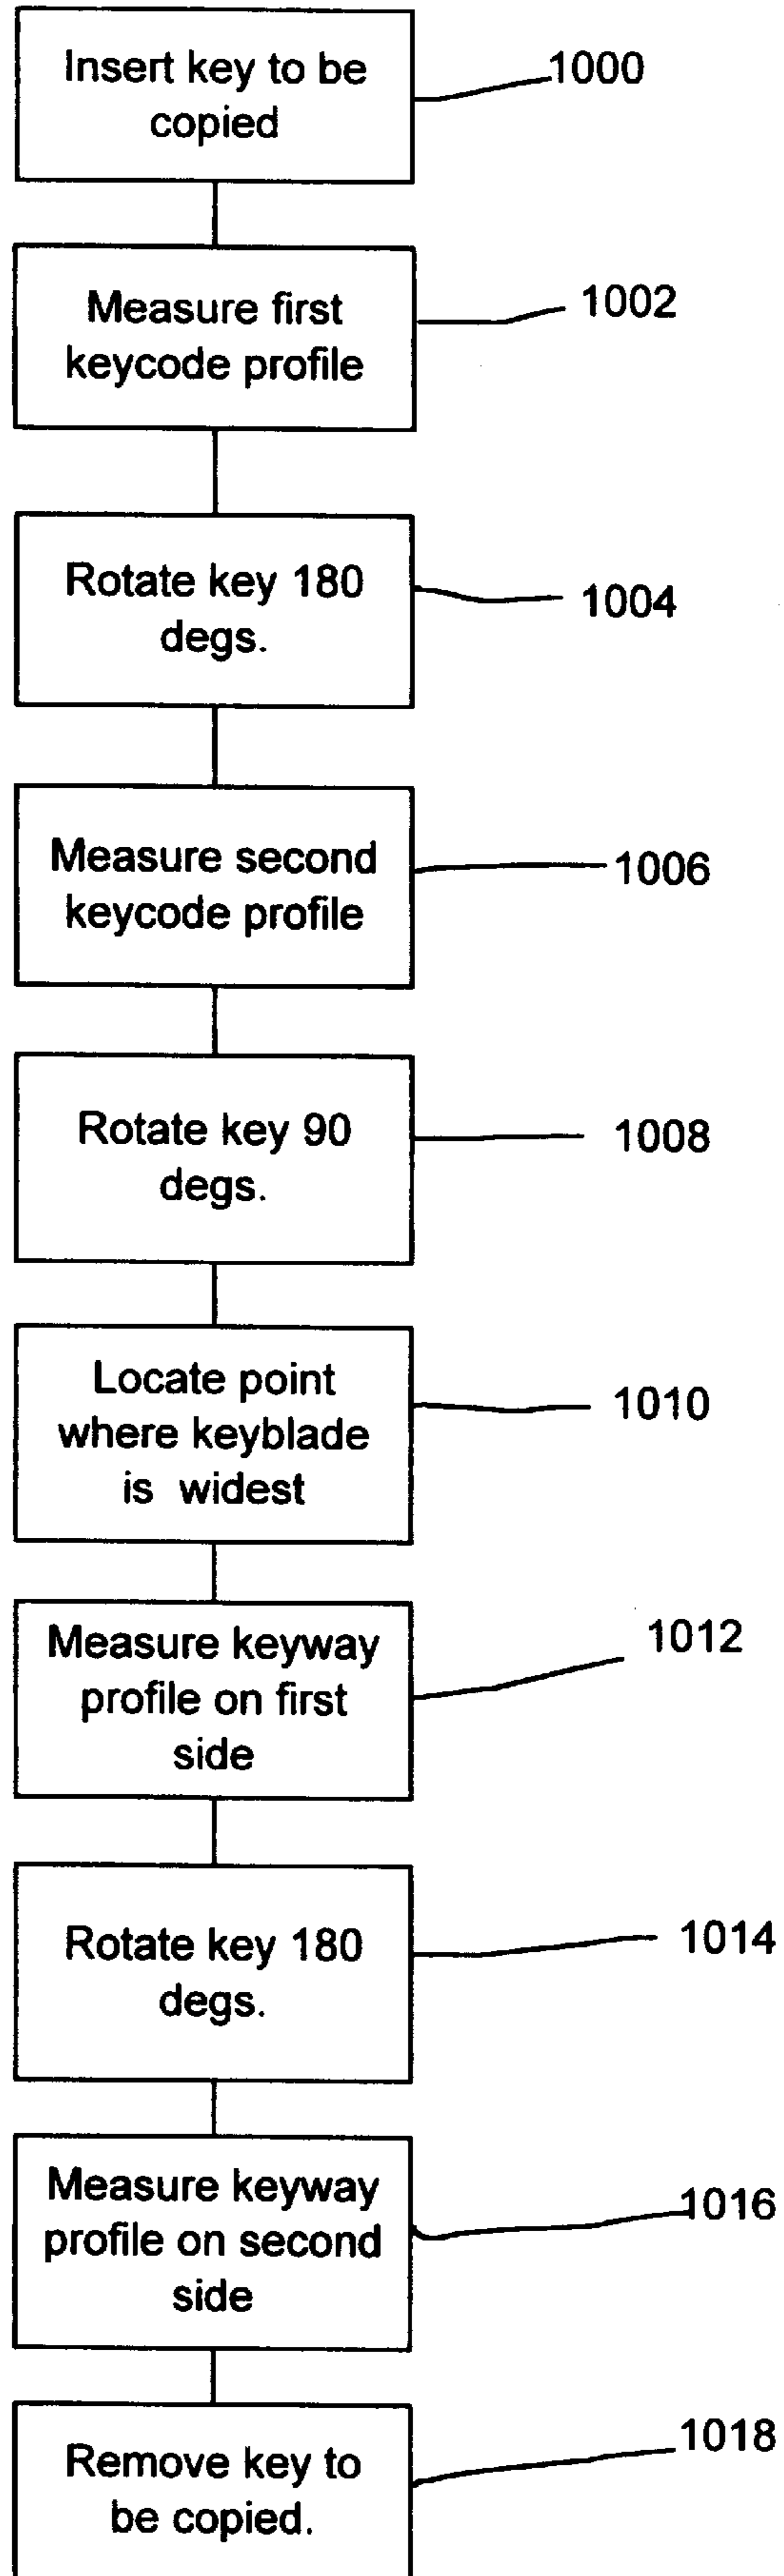 Insert key to be
copied
1000
Measure first
keycode profile
1002
Rotate key 180
degs.
1004
Measure second
keycode profile
1006
Rotate key 90
degs.
1008
Locate point
where keyblade
is widest
1010
Measure keyway
profile on first
side
1012
Rotate key 180
degs.
1014
Measure keyway
profile on second
side
1016
Remove key to
be copied.
1018